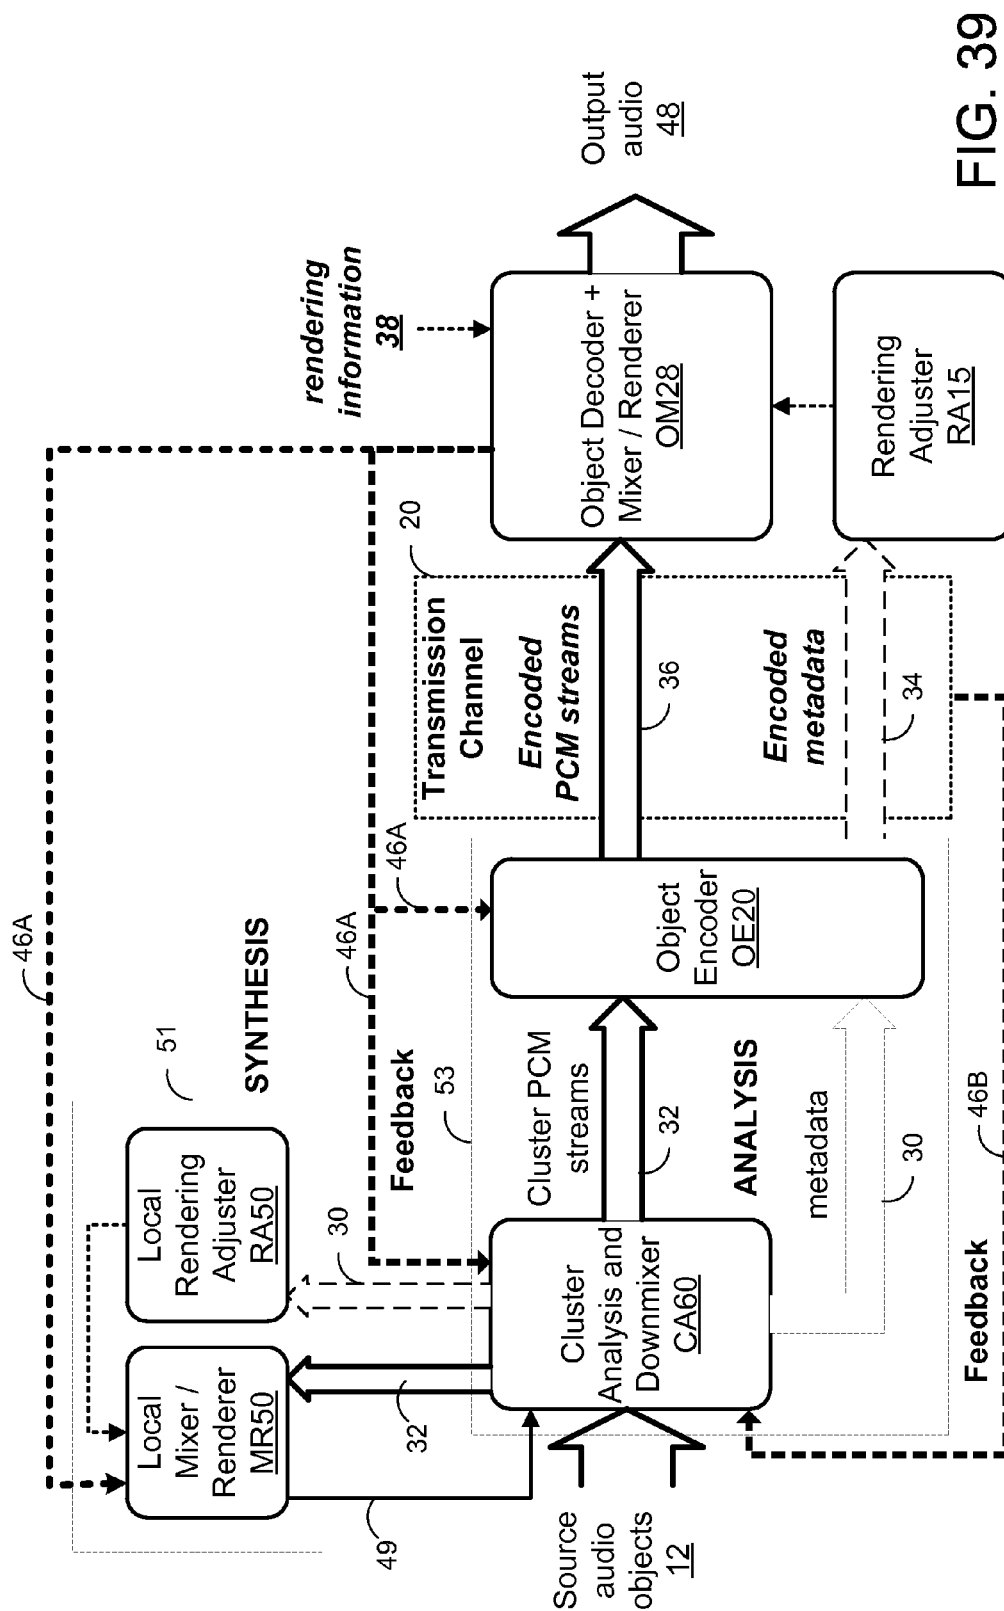 46A
51
SYNTHESIS
Local
Mixer /
Renderer
MR50
Local
Rendering
Adjuster
RA50
49
32
30
Feedback
46A
46A
53
rendering
information
38
Source
audio
objects
12
Cluster
Analysis and
Downmixer
CA60
Cluster PCM
streams
32
ANALYSIS
metadata
30
Object
Encoder
OE20
20
Transmission
Channel
Encoded
PCM streams
36
Encoded
metadata
34
Object Decoder +
Mixer / Renderer
OM28
Output
audio
48
Rendering
Adjuster
RA15
Feedback
46B
FIG. 39